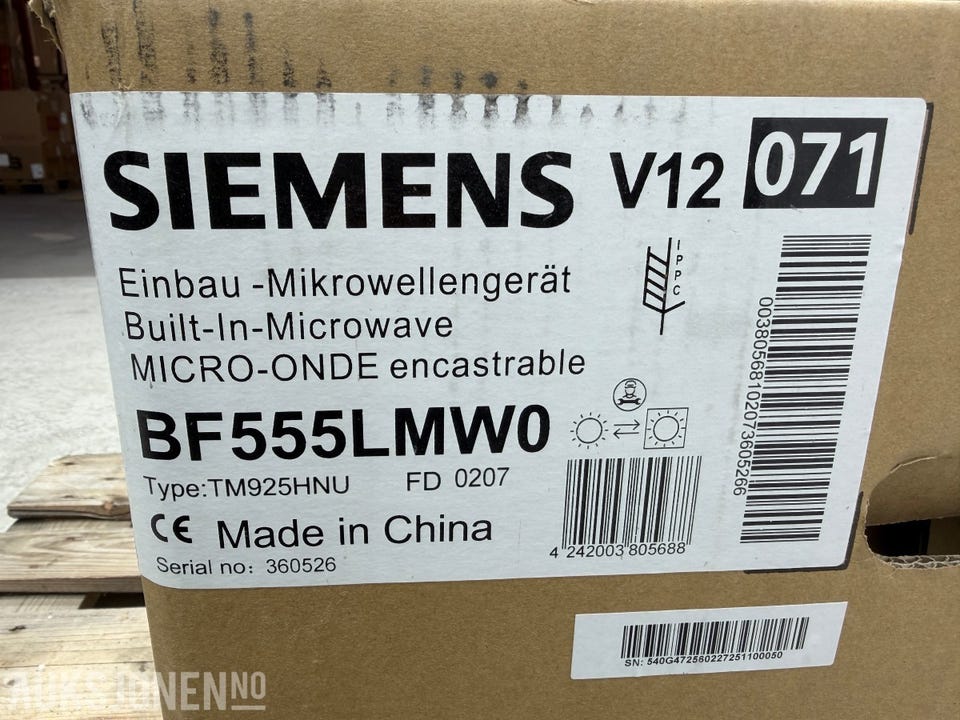 SIEMENS V12 071
Einbau -Mikrowellengerät
Built-In-Microwave
MICRO-ONDE encastrable
IPPC
BF555LMW0
Type:TM925HNU FD 0207
CE Made in China
Serial no: 360526
4 242003 805688
00380568102073605266
SN: 540G472560227251100050
AUKSJONEN NO